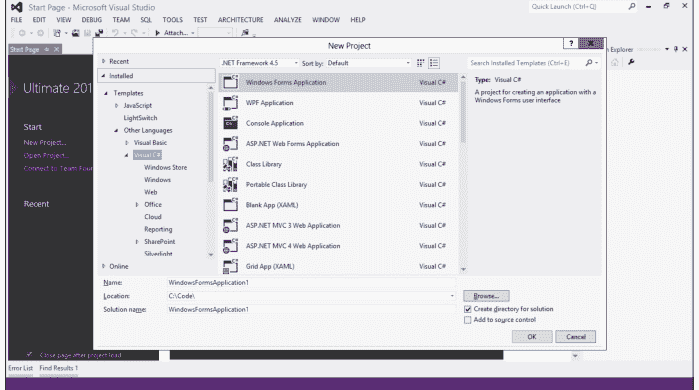 Start Page - Microsoft Visual Studio
Quick Launch (Ctrl+Q)
FILE EDIT VIEW DEBUG TEAM SQL TOOLS TEST ARCHITECTURE ANALYZE WINDOW HELP
Attach...
Start Page
New Project
Explorer
Recent
.NET Framework 4.5
Sort by: Default
Search Installed Templates (Ctrl+E)
Installed
Windows Forms Application
Visual C#
Type: Visual C#
A project for creating an application with a
Windows Forms user interface
Templates
JavaScript
LightSwitch
Other Languages
Visual Basic
Visual C#
Windows Store
Windows
Web
Office
Cloud
Reporting
SharePoint
Silverlight
Online
WPF Application
Visual C#
Console Application
Visual C#
ASP.NET Web Forms Application
Visual C#
Class Library
Visual C#
Portable Class Library
Visual C#
Blank App (XAML)
Visual C#
ASP.NET MVC 3 Web Application
Visual C#
ASP.NET MVC 4 Web Application
Visual C#
Grid App (XAML)
Visual C#
Ultimate 201
Start
New Project...
Open Project...
Connect to Team Foun
Recent
Name: WindowsFormsApplication1
Location: C:\Code\
Browse...
Solution name: WindowsFormsApplication1
Create directory for solution
Add to source control
OK Cancel
Close page after project load
Error List Find Results 1